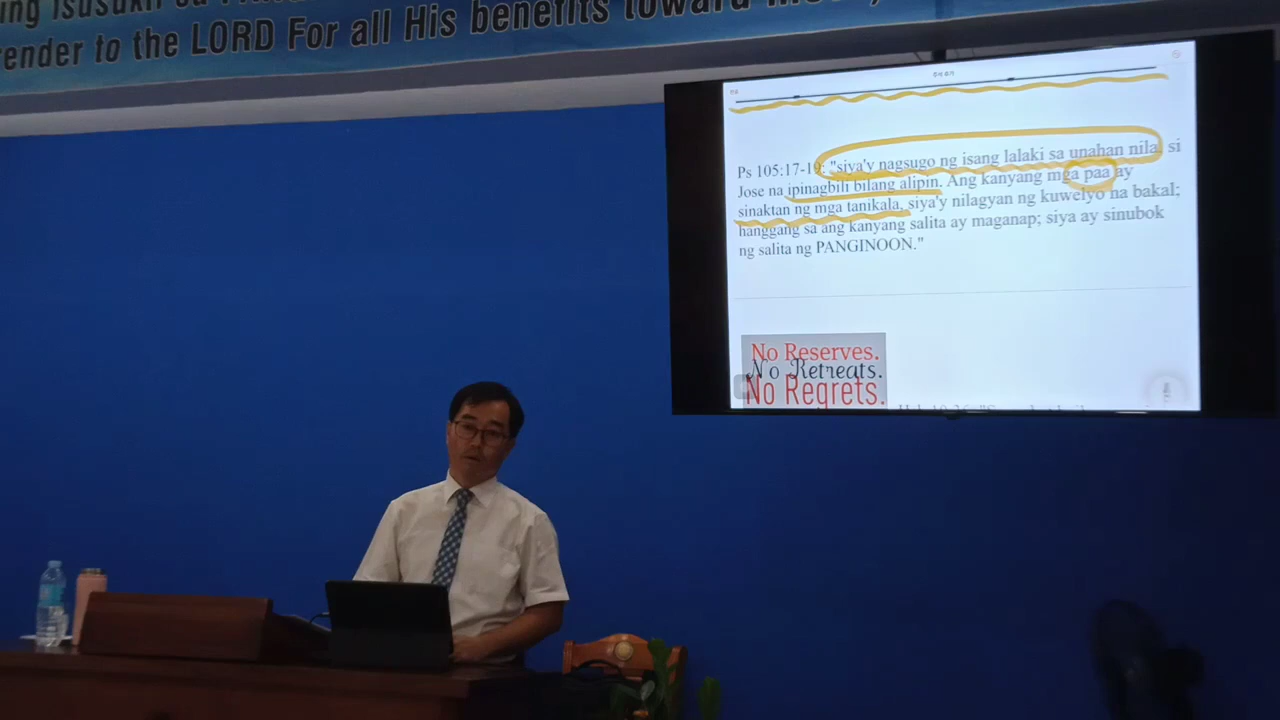 ing Isusukli sa
render to the LORD For all His benefits toward
Ps 105:17-19: "siya'y nagsugo ng isang lalaki sa unahan nila, si
Jose na ipinagbili bilang alipin. Ang kanyang mga paa ay
sinaktan ng mga tanikala, siya'y nilagyan ng kuwelyo na bakal;
hanggang sa ang kanyang salita ay maganap; siya ay sinubok
ng salita ng PANGINOON."
No Reserves.
No Retreats.
No Regrets.